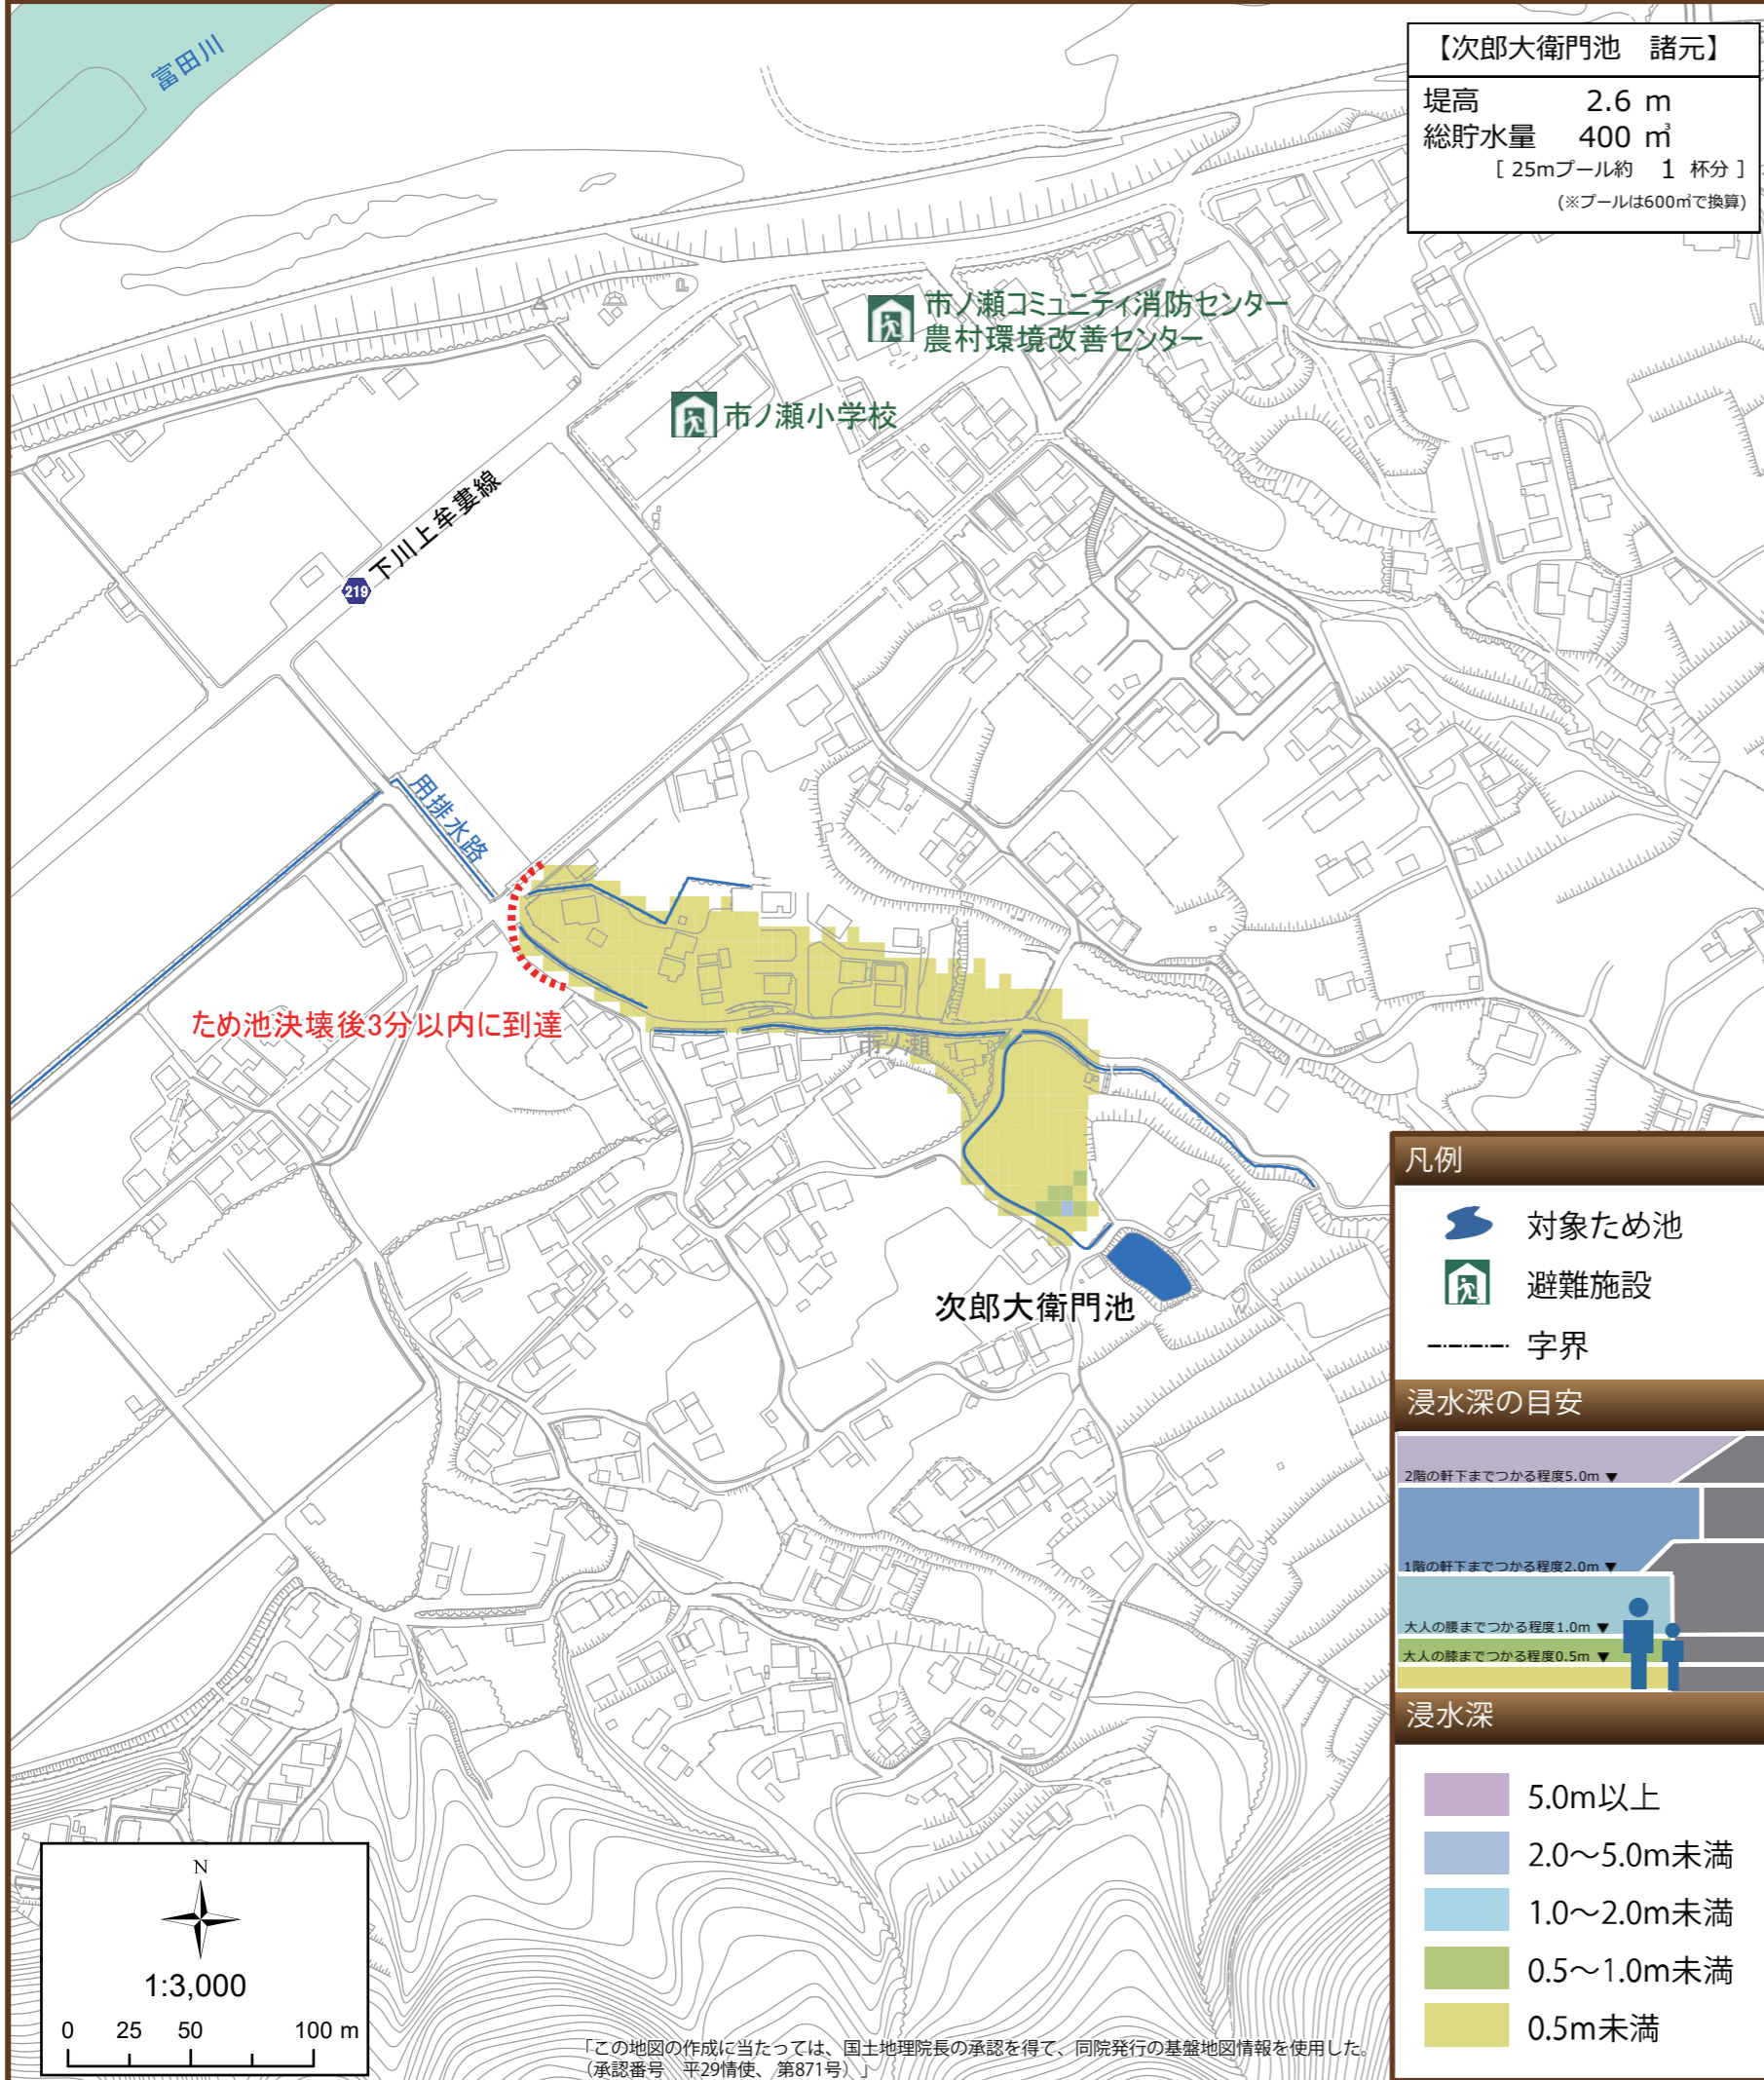 富田川
【次郎大衛門池　諸元】
堤高 2.6 m
総貯水量 400 ㎥
[ 25mプール約 1 杯分 ]
(※プールは600㎥で換算)
市ノ瀬コミュニティ消防センター
農村環境改善センター
市ノ瀬小学校
下川上牟婁線
219
用排水路
ため池決壊後3分以内に到達
市ノ瀬
次郎大衛門池
凡例
対象ため池
避難施設
字界
浸水深の目安
2階の軒下までつかる程度5.0m ▼
1階の軒下までつかる程度2.0m ▼
大人の腰までつかる程度1.0m ▼
大人の膝までつかる程度0.5m ▼
浸水深
5.0m以上
2.0～5.0m未満
1.0～2.0m未満
0.5～1.0m未満
0.5m未満
N
1:3,000
0 25 50 100 m
「この地図の作成に当たっては、国土地理院長の承認を得て、同院発行の基盤地図情報を使用した。
（承認番号　平29情使、第871号）」